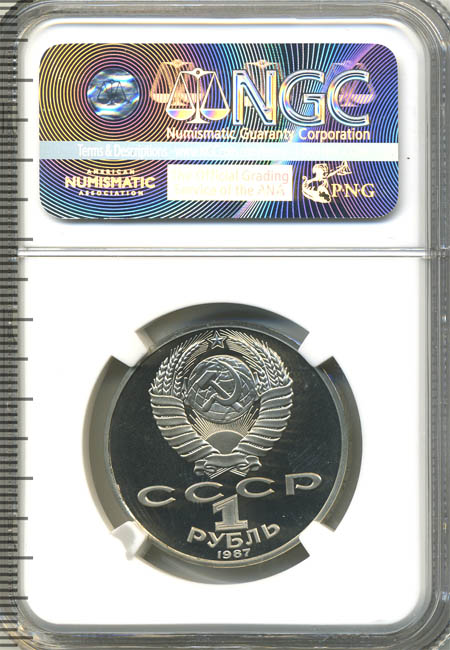 NGC
Numismatic Guaranty Corporation
Terms & Descriptions
AMERICAN
NUMISMATIC
ASSOCIATION
Official Grading
Service of the PNG
PNG
СССР
1
РУБЛЬ
1987